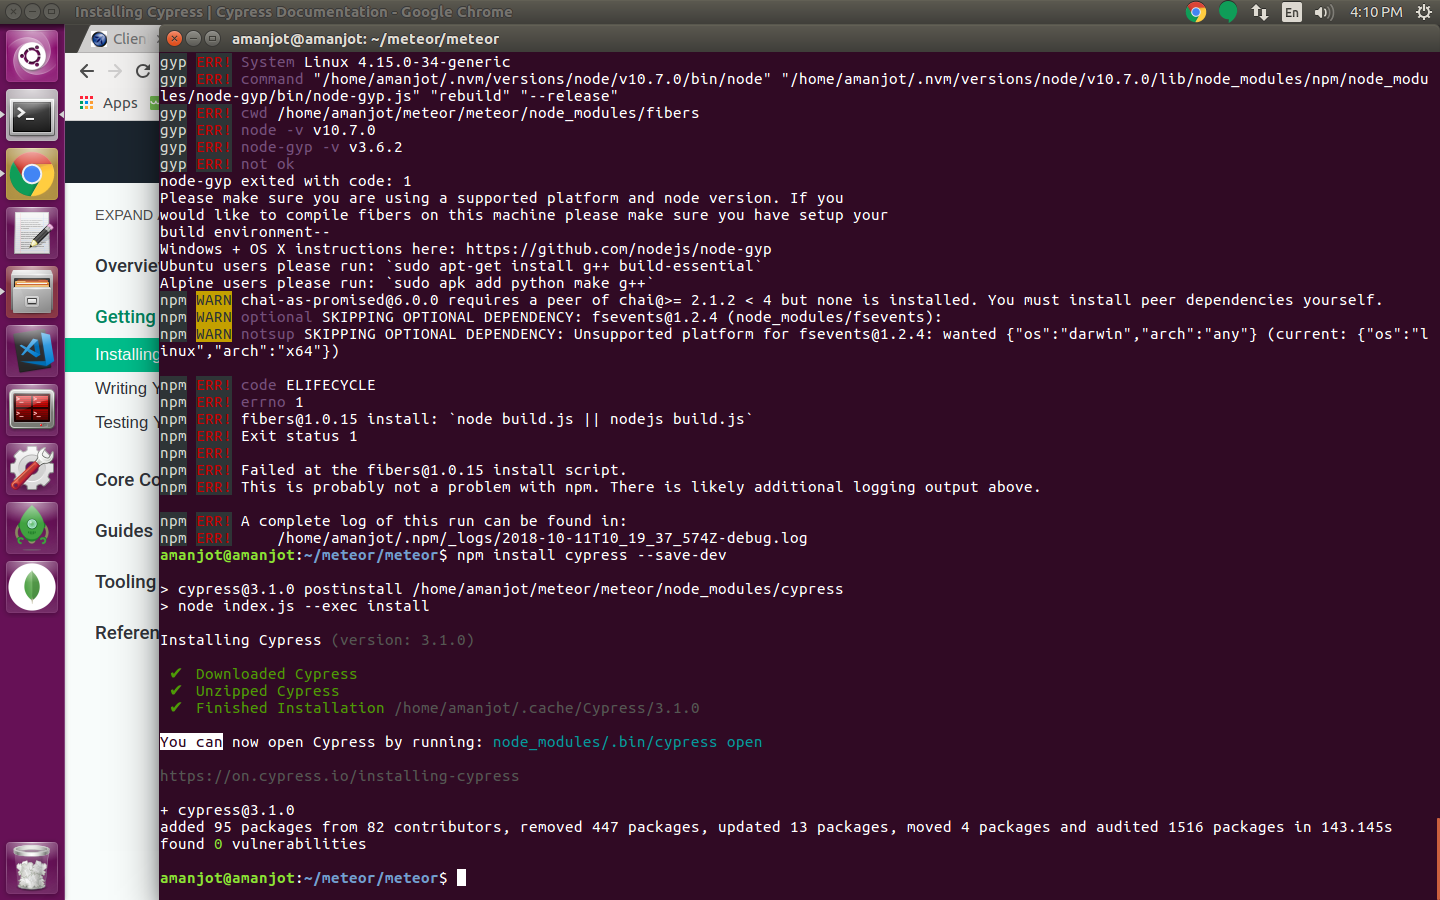 Installing Cypress | Cypress Documentation - Google Chrome
En
4:10 PM
Clien
amanjot@amanjot: ~/meteor/meteor
Apps
EXPAND
Overvie
Getting
Installing
Writing Y
Testing Y
Core Co
Guides
Tooling
Referen
gyp ERR! System Linux 4.15.0-34-generic
gyp ERR! command "/home/amanjot/.nvm/versions/node/v10.7.0/bin/node" "/home/amanjot/.nvm/versions/node/v10.7.0/lib/node_modules/npm/node_modu
les/node-gyp/bin/node-gyp.js" "rebuild" "--release"
gyp ERR! cwd /home/amanjot/meteor/meteor/node_modules/fibers
gyp ERR! node -v v10.7.0
gyp ERR! node-gyp -v v3.6.2
gyp ERR! not ok
node-gyp exited with code: 1
Please make sure you are using a supported platform and node version. If you
would like to compile fibers on this machine please make sure you have setup your
build environment--
Windows + OS X instructions here: https://github.com/nodejs/node-gyp
Ubuntu users please run: `sudo apt-get install g++ build-essential`
Alpine users please run: `sudo apk add python make g++`
npm WARN chai-as-promised@6.0.0 requires a peer of chai@>= 2.1.2 < 4 but none is installed. You must install peer dependencies yourself.
npm WARN optional SKIPPING OPTIONAL DEPENDENCY: fsevents@1.2.4 (node_modules/fsevents):
npm WARN notsup SKIPPING OPTIONAL DEPENDENCY: Unsupported platform for fsevents@1.2.4: wanted {"os":"darwin","arch":"any"} (current: {"os":"l
inux","arch":"x64"})
npm ERR! code ELIFECYCLE
npm ERR! errno 1
npm ERR! fibers@1.0.15 install: `node build.js || nodejs build.js`
npm ERR! Exit status 1
npm ERR!
npm ERR! Failed at the fibers@1.0.15 install script.
npm ERR! This is probably not a problem with npm. There is likely additional logging output above.
npm ERR! A complete log of this run can be found in:
npm ERR!     /home/amanjot/.npm/_logs/2018-10-11T10_19_37_574Z-debug.log
amanjot@amanjot:~/meteor/meteor$ npm install cypress --save-dev
> cypress@3.1.0 postinstall /home/amanjot/meteor/meteor/node_modules/cypress
> node index.js --exec install
Installing Cypress (version: 3.1.0)
✔ Downloaded Cypress
✔ Unzipped Cypress
✔ Finished Installation /home/amanjot/.cache/Cypress/3.1.0
You can now open Cypress by running: node_modules/.bin/cypress open
https://on.cypress.io/installing-cypress
+ cypress@3.1.0
added 95 packages from 82 contributors, removed 447 packages, updated 13 packages, moved 4 packages and audited 1516 packages in 143.145s
found 0 vulnerabilities
amanjot@amanjot:~/meteor/meteor$